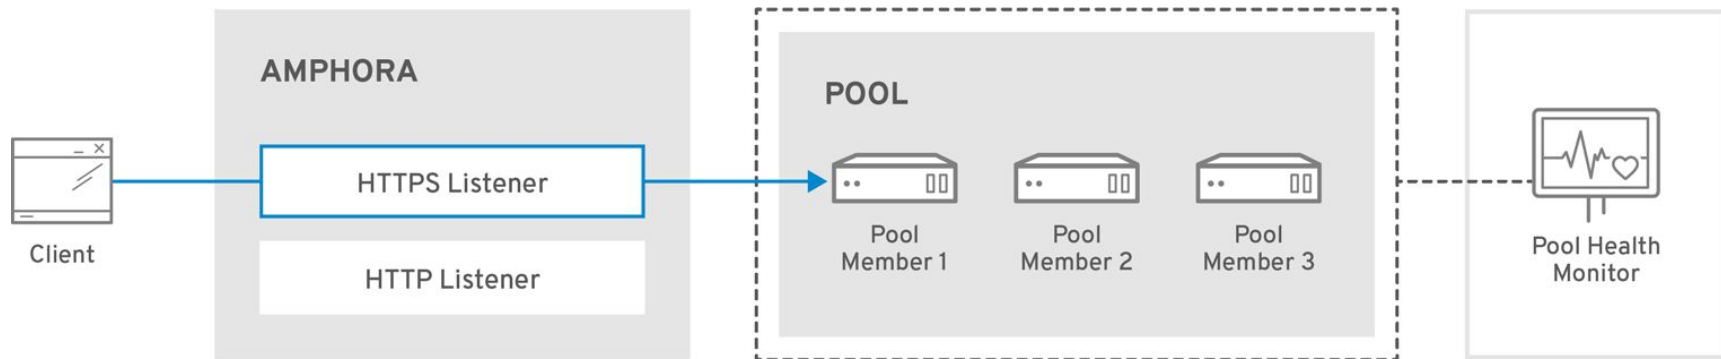 AMPHORA
POOL
HTTPS Listener
HTTP Listener
Client
Pool
Member 1
Pool
Member 2
Pool
Member 3
Pool Health
Monitor